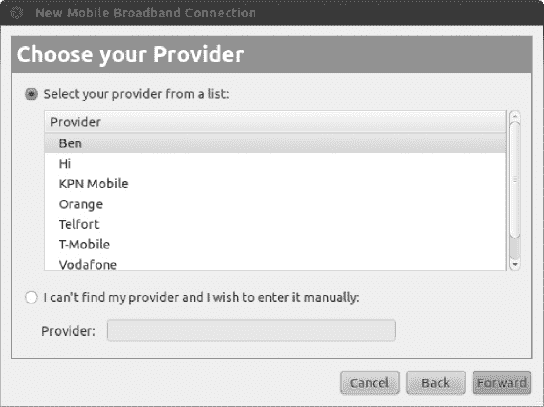 New Mobile Broadband Connection
Choose your Provider
Select your provider from a list:
Provider
Ben
Hi
KPN Mobile
Orange
Telfort
T-Mobile
Vodafone
I can't find my provider and I wish to enter it manually:
Provider:
Cancel Back Forward